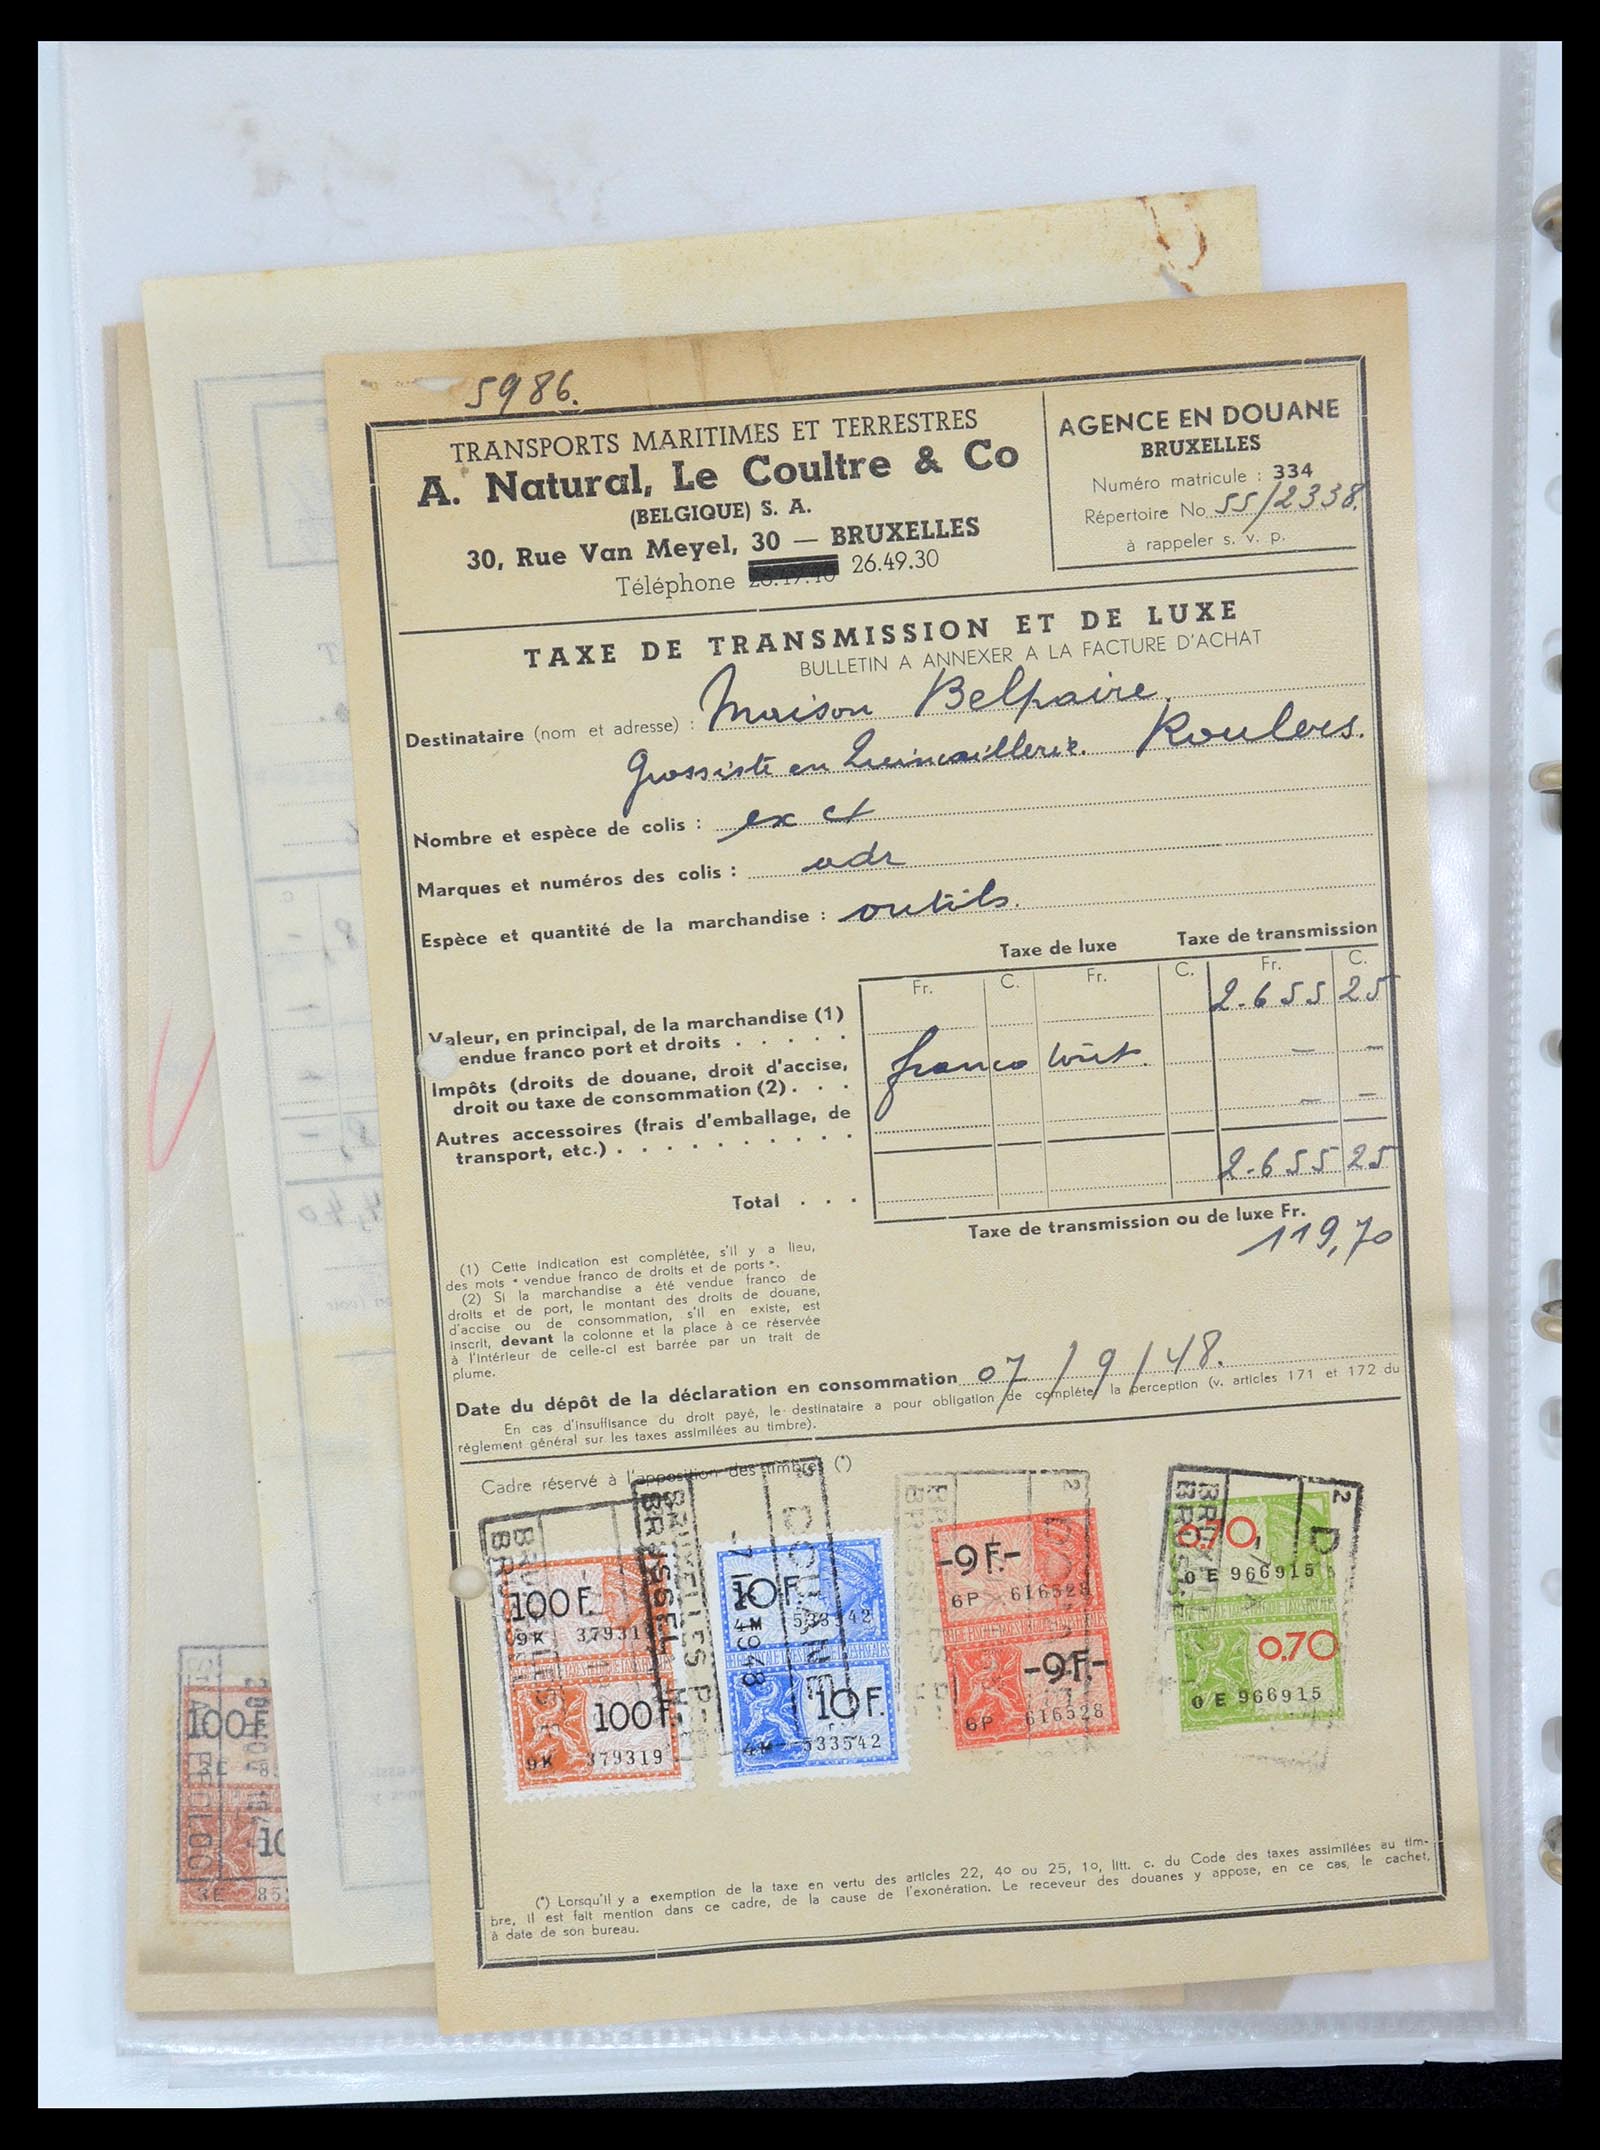 5986.
TRANSPORTS MARITIMES ET TERRESTRES
A. Natural, Le Coultre & Co
(BELGIQUE) S. A.
30, Rue Van Meyel, 30 — BRUXELLES
Téléphone 26.49.30
AGENCE EN DOUANE
BRUXELLES
Numéro matricule : 334
Répertoire No 55/2338.
à rappeler s. v. p.
TAXE DE TRANSMISSION ET DE LUXE
BULLETIN A ANNEXER A LA FACTURE D'ACHAT
Destinataire (nom et adresse) : Maison Belpaire.
Grossiste en Quincaillerie. Roulers.
Nombre et espèce de colis : ex ct
Marques et numéros des colis : adr
Espèce et quantité de la marchandise : outils.
Taxe de luxe Taxe de transmission
Fr. C. Fr. C. Fr. C.
Valeur, en principal, de la marchandise (1) 2.655 25
endue franco port et droits . . . . .
Impôts (droits de douane, droit d'accise, franco tout. — —
droit ou taxe de consommation (2) . . .
Autres accessoires (frais d'emballage, de — —
transport, etc.) . . . . . . . . . .
Total . . . 2.655 25
Taxe de transmission ou de luxe Fr.
119,70
(1) Cette indication est complétée, s'il y a lieu,
des mots « vendue franco de droits et de ports ».
(2) Si la marchandise a été vendue franco de
droits et de port, le montant des droits de douane,
d'accise ou de consommation, s'il en existe, est
inscrit, devant la colonne et la place à ce réservée
à l'intérieur de celle-ci est barrée par un trait de
plume.
Date du dépôt de la déclaration en consommation 07/9/48.
En cas d'insuffisance du droit payé, le destinataire a pour obligation de compléter la perception (v. articles 171 et 172 du
règlement général sur les taxes assimilées au timbre).
Cadre réservé à l'apposition des timbres (*)
100 F.
9K 379319
100 F.
9K 379319
10 F.
4M 533542
10 F.
4M 533542
-9 F.-
6P 616528
-9 F.-
6P 616528
0.70
0E 966915
0.70
0E 966915
BRUSSEL
-7 9 48
D
2
100 F
3E 85
10
3E 85
(*) Lorsqu'il y a exemption de la taxe en vertu des articles 22, 4º ou 25, 1º, litt. c. du Code des taxes assimilées au tim-
bre, il est fait mention dans ce cadre, de la cause de l'exonération. Le receveur des douanes y appose, en ce cas, le cachet,
à date de son bureau.